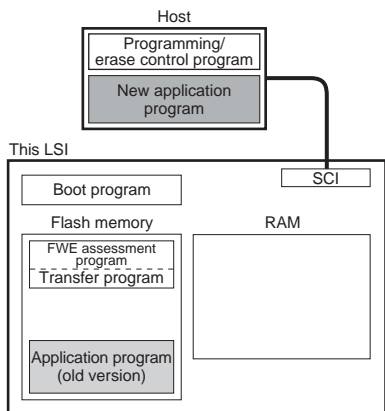 Host
Programming/
erase control program
New application
program
This LSI
SCI
Boot program
Flash memory
RAM
FWE assessment
program
Transfer program
Application program
(old version)